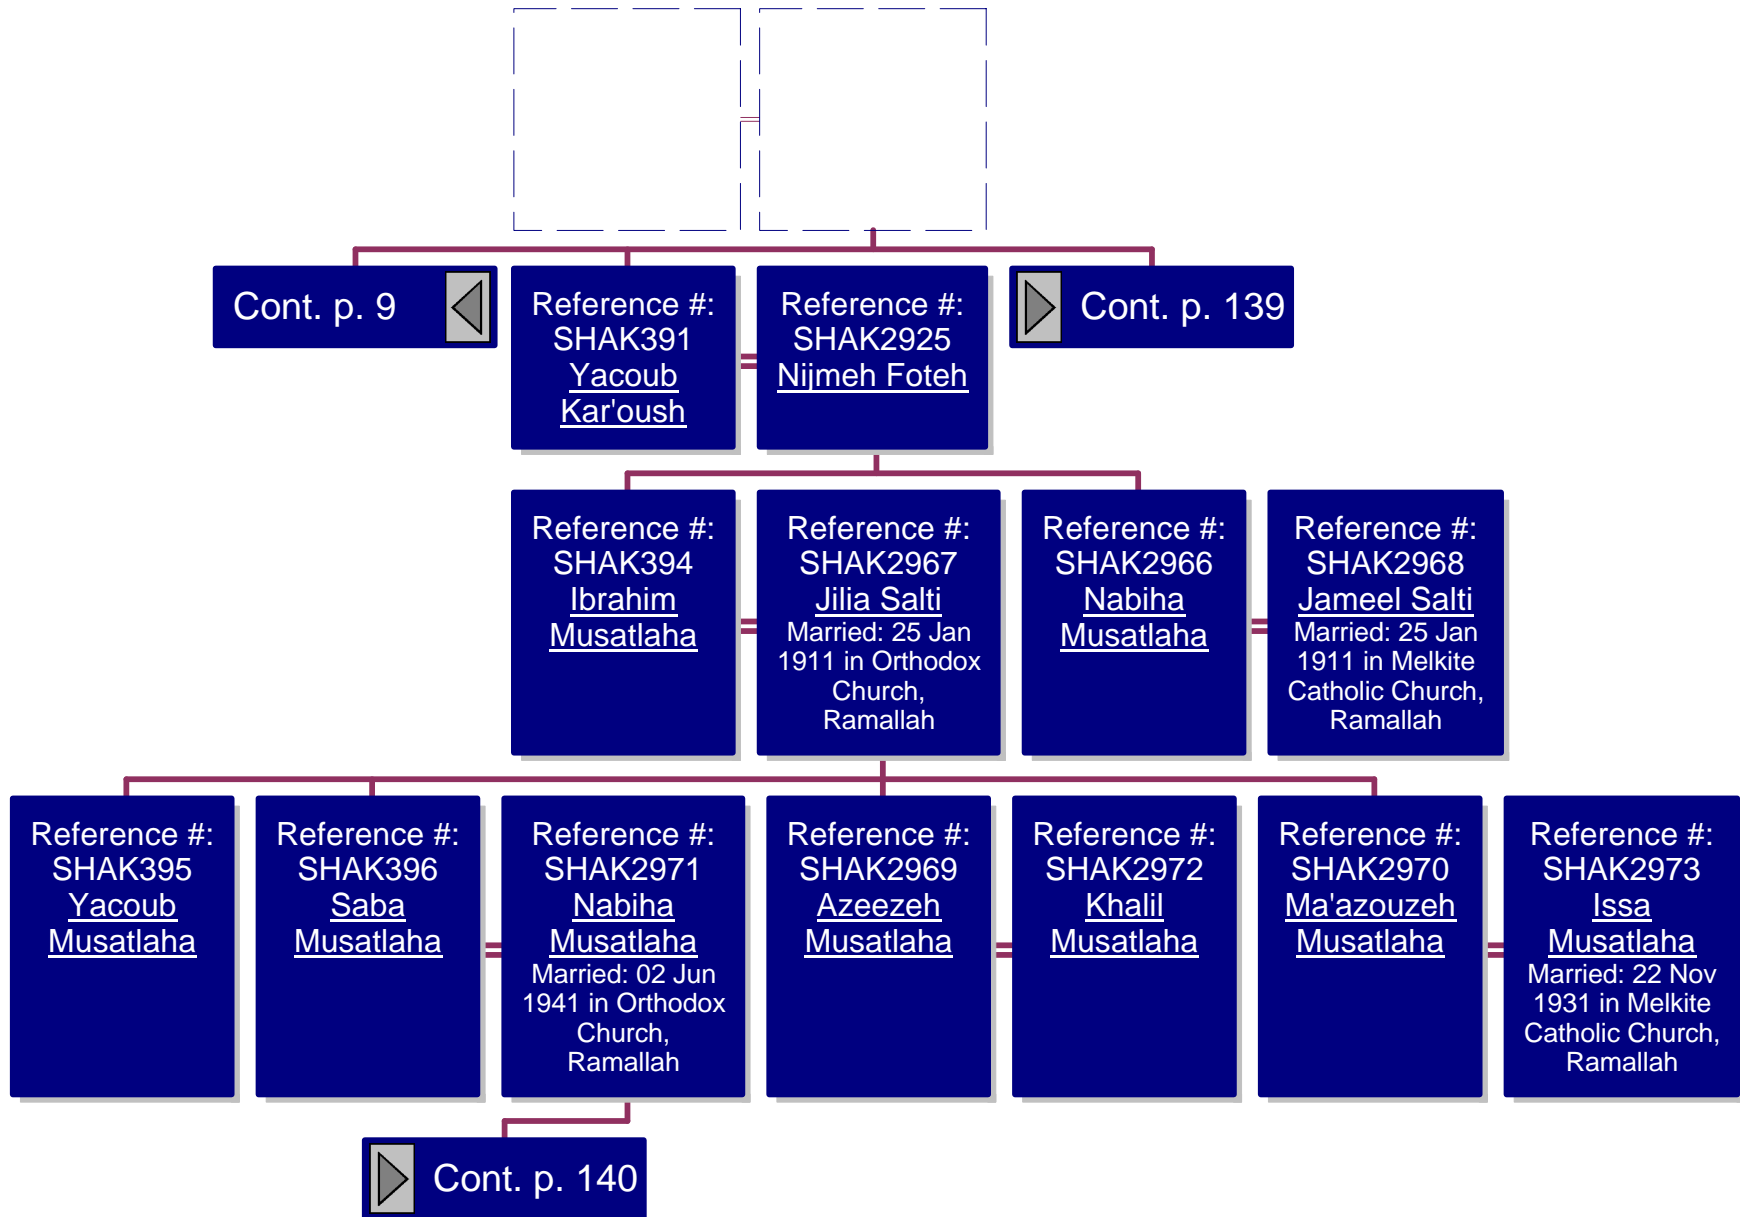 Cont. p. 9
Reference #:
SHAK391
Yacoub
Kar'oush
Reference #:
SHAK2925
Nijmeh Foteh
Cont. p. 139
Reference #:
SHAK394
Ibrahim
Musatlaha
Reference #:
SHAK2967
Jilia Salti
Married: 25 Jan
1911 in Orthodox
Church,
Ramallah
Reference #:
SHAK2966
Nabiha
Musatlaha
Reference #:
SHAK2968
Jameel Salti
Married: 25 Jan
1911 in Melkite
Catholic Church,
Ramallah
Reference #:
SHAK395
Yacoub
Musatlaha
Reference #:
SHAK396
Saba
Musatlaha
Reference #:
SHAK2971
Nabiha
Musatlaha
Married: 02 Jun
1941 in Orthodox
Church,
Ramallah
Reference #:
SHAK2969
Azeezeh
Musatlaha
Reference #:
SHAK2972
Khalil
Musatlaha
Reference #:
SHAK2970
Ma'azouzeh
Musatlaha
Reference #:
SHAK2973
Issa
Musatlaha
Married: 22 Nov
1931 in Melkite
Catholic Church,
Ramallah
Cont. p. 140